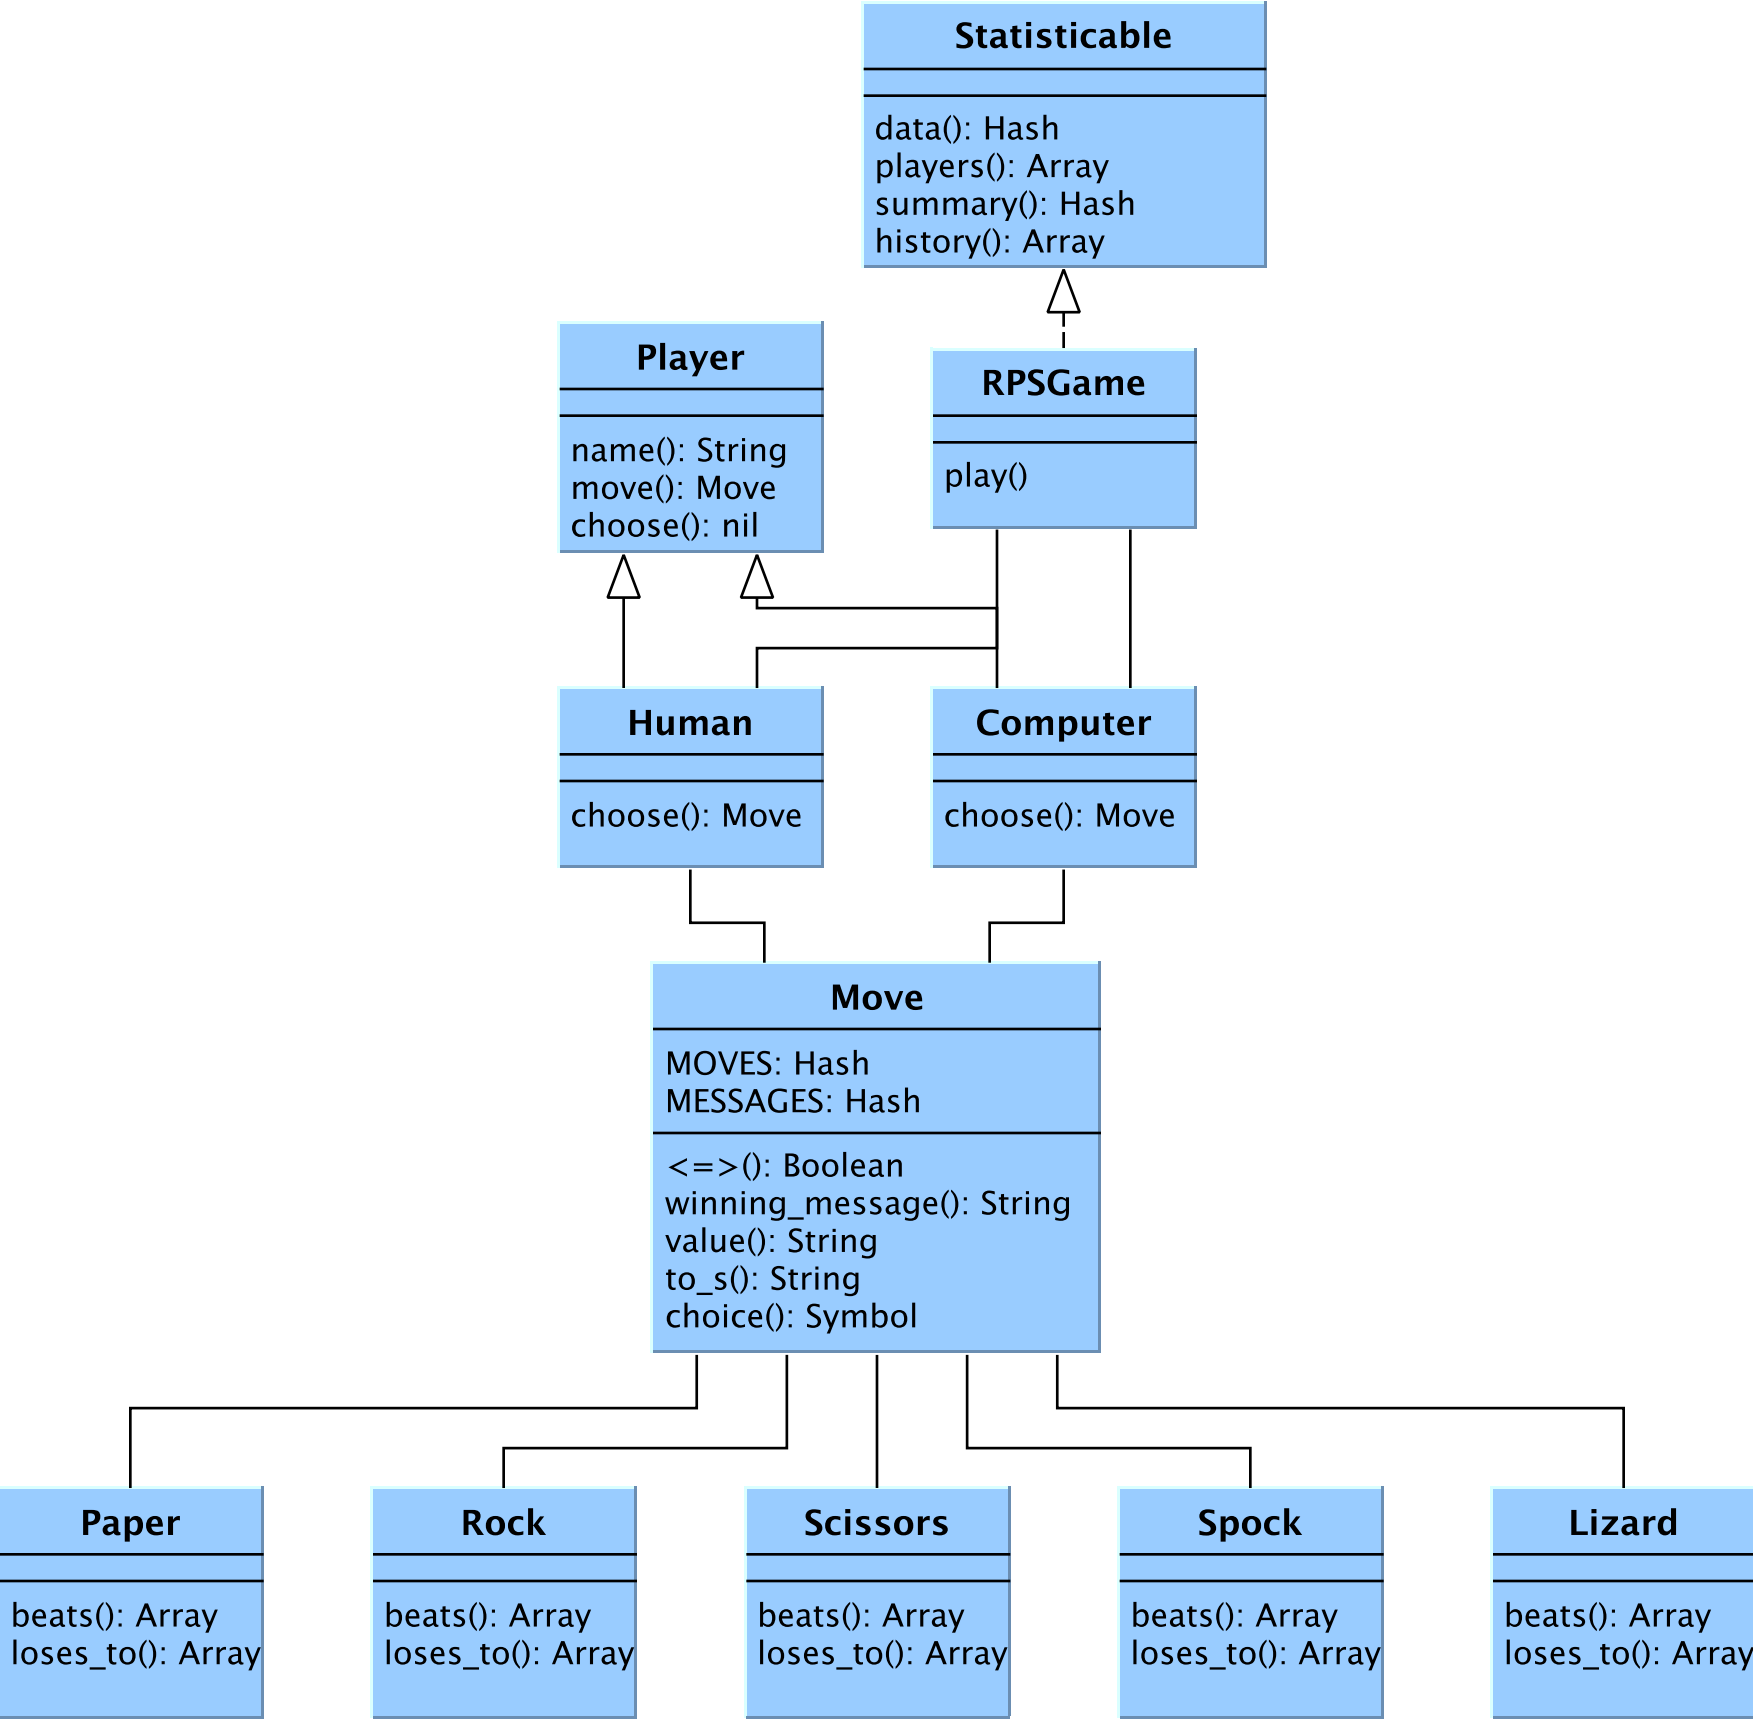 Statisticable
data(): Hash
players(): Array
summary(): Hash
history(): Array
Player
name(): String
move(): Move
choose(): nil
RPSGame
play()
Human
choose(): Move
Computer
choose(): Move
Move
MOVES: Hash
MESSAGES: Hash
<=>(): Boolean
winning_message(): String
value(): String
to_s(): String
choice(): Symbol
Paper
beats(): Array
loses_to(): Array
Rock
beats(): Array
loses_to(): Array
Scissors
beats(): Array
loses_to(): Array
Spock
beats(): Array
loses_to(): Array
Lizard
beats(): Array
loses_to(): Array